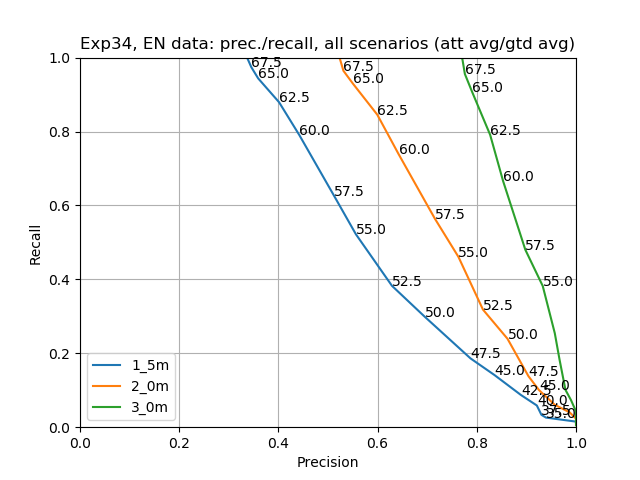 Exp34, EN data: prec./recall, all scenarios (att avg/gtd avg)
1.0
0.8
0.6
0.4
0.2
0.0
Recall
67.5 67.5 67.5
65.0 65.0 65.0
62.5 62.5 62.5
60.0 60.0 60.0
57.5 57.5 57.5
55.0 55.0 55.0
52.5 52.5
50.0 50.0
47.5 47.5
45.0 45.0
42.5
40.0
35.0
1_5m
2_0m
3_0m
0.0 0.2 0.4 0.6 0.8 1.0
Precision